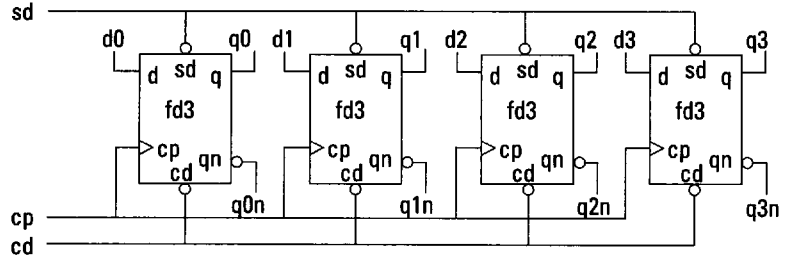 sd
d0 q0 d1 q1 d2 q2 d3 q3
d sd q d sd q d sd q d sd q
fd3 fd3 fd3 fd3
cp qn cp qn cp qn cp qn
cd cd cd cd
q0n q1n q2n q3n
cp
cd